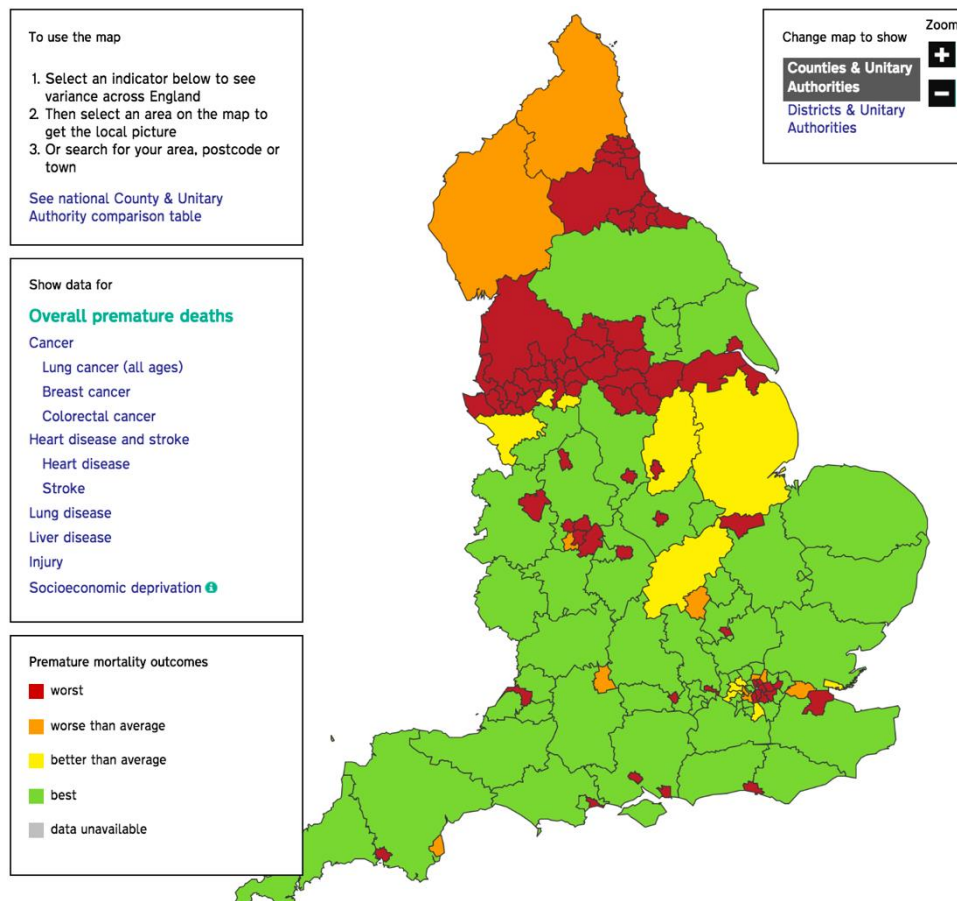 To use the map
1. Select an indicator below to see
variance across England
2. Then select an area on the map to
get the local picture
3. Or search for your area, postcode or
town
See national County & Unitary
Authority comparison table
Show data for
Overall premature deaths
Cancer
Lung cancer (all ages)
Breast cancer
Colorectal cancer
Heart disease and stroke
Heart disease
Stroke
Lung disease
Liver disease
Injury
Socioeconomic deprivation i
Premature mortality outcomes
worst
worse than average
better than average
best
data unavailable
Change map to show
Counties & Unitary
Authorities
Districts & Unitary
Authorities
Zoom
+
−